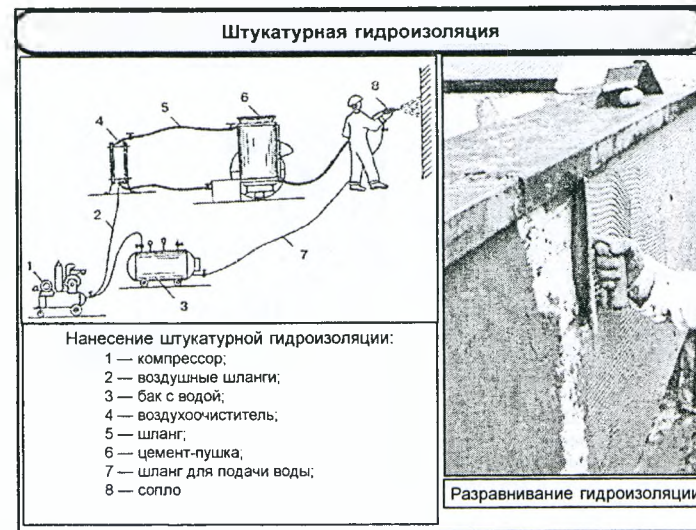 Штукатурная гидроизоляция
8
6
5
4
2
1
7
3
Нанесение штукатурной гидроизоляции:
1 — компрессор;
2 — воздушные шланги;
3 — бак с водой;
4 — воздухоочиститель;
5 — шланг;
6 — цемент-пушка;
7 — шланг для подачи воды;
8 — сопло
Разравнивание гидроизоляции